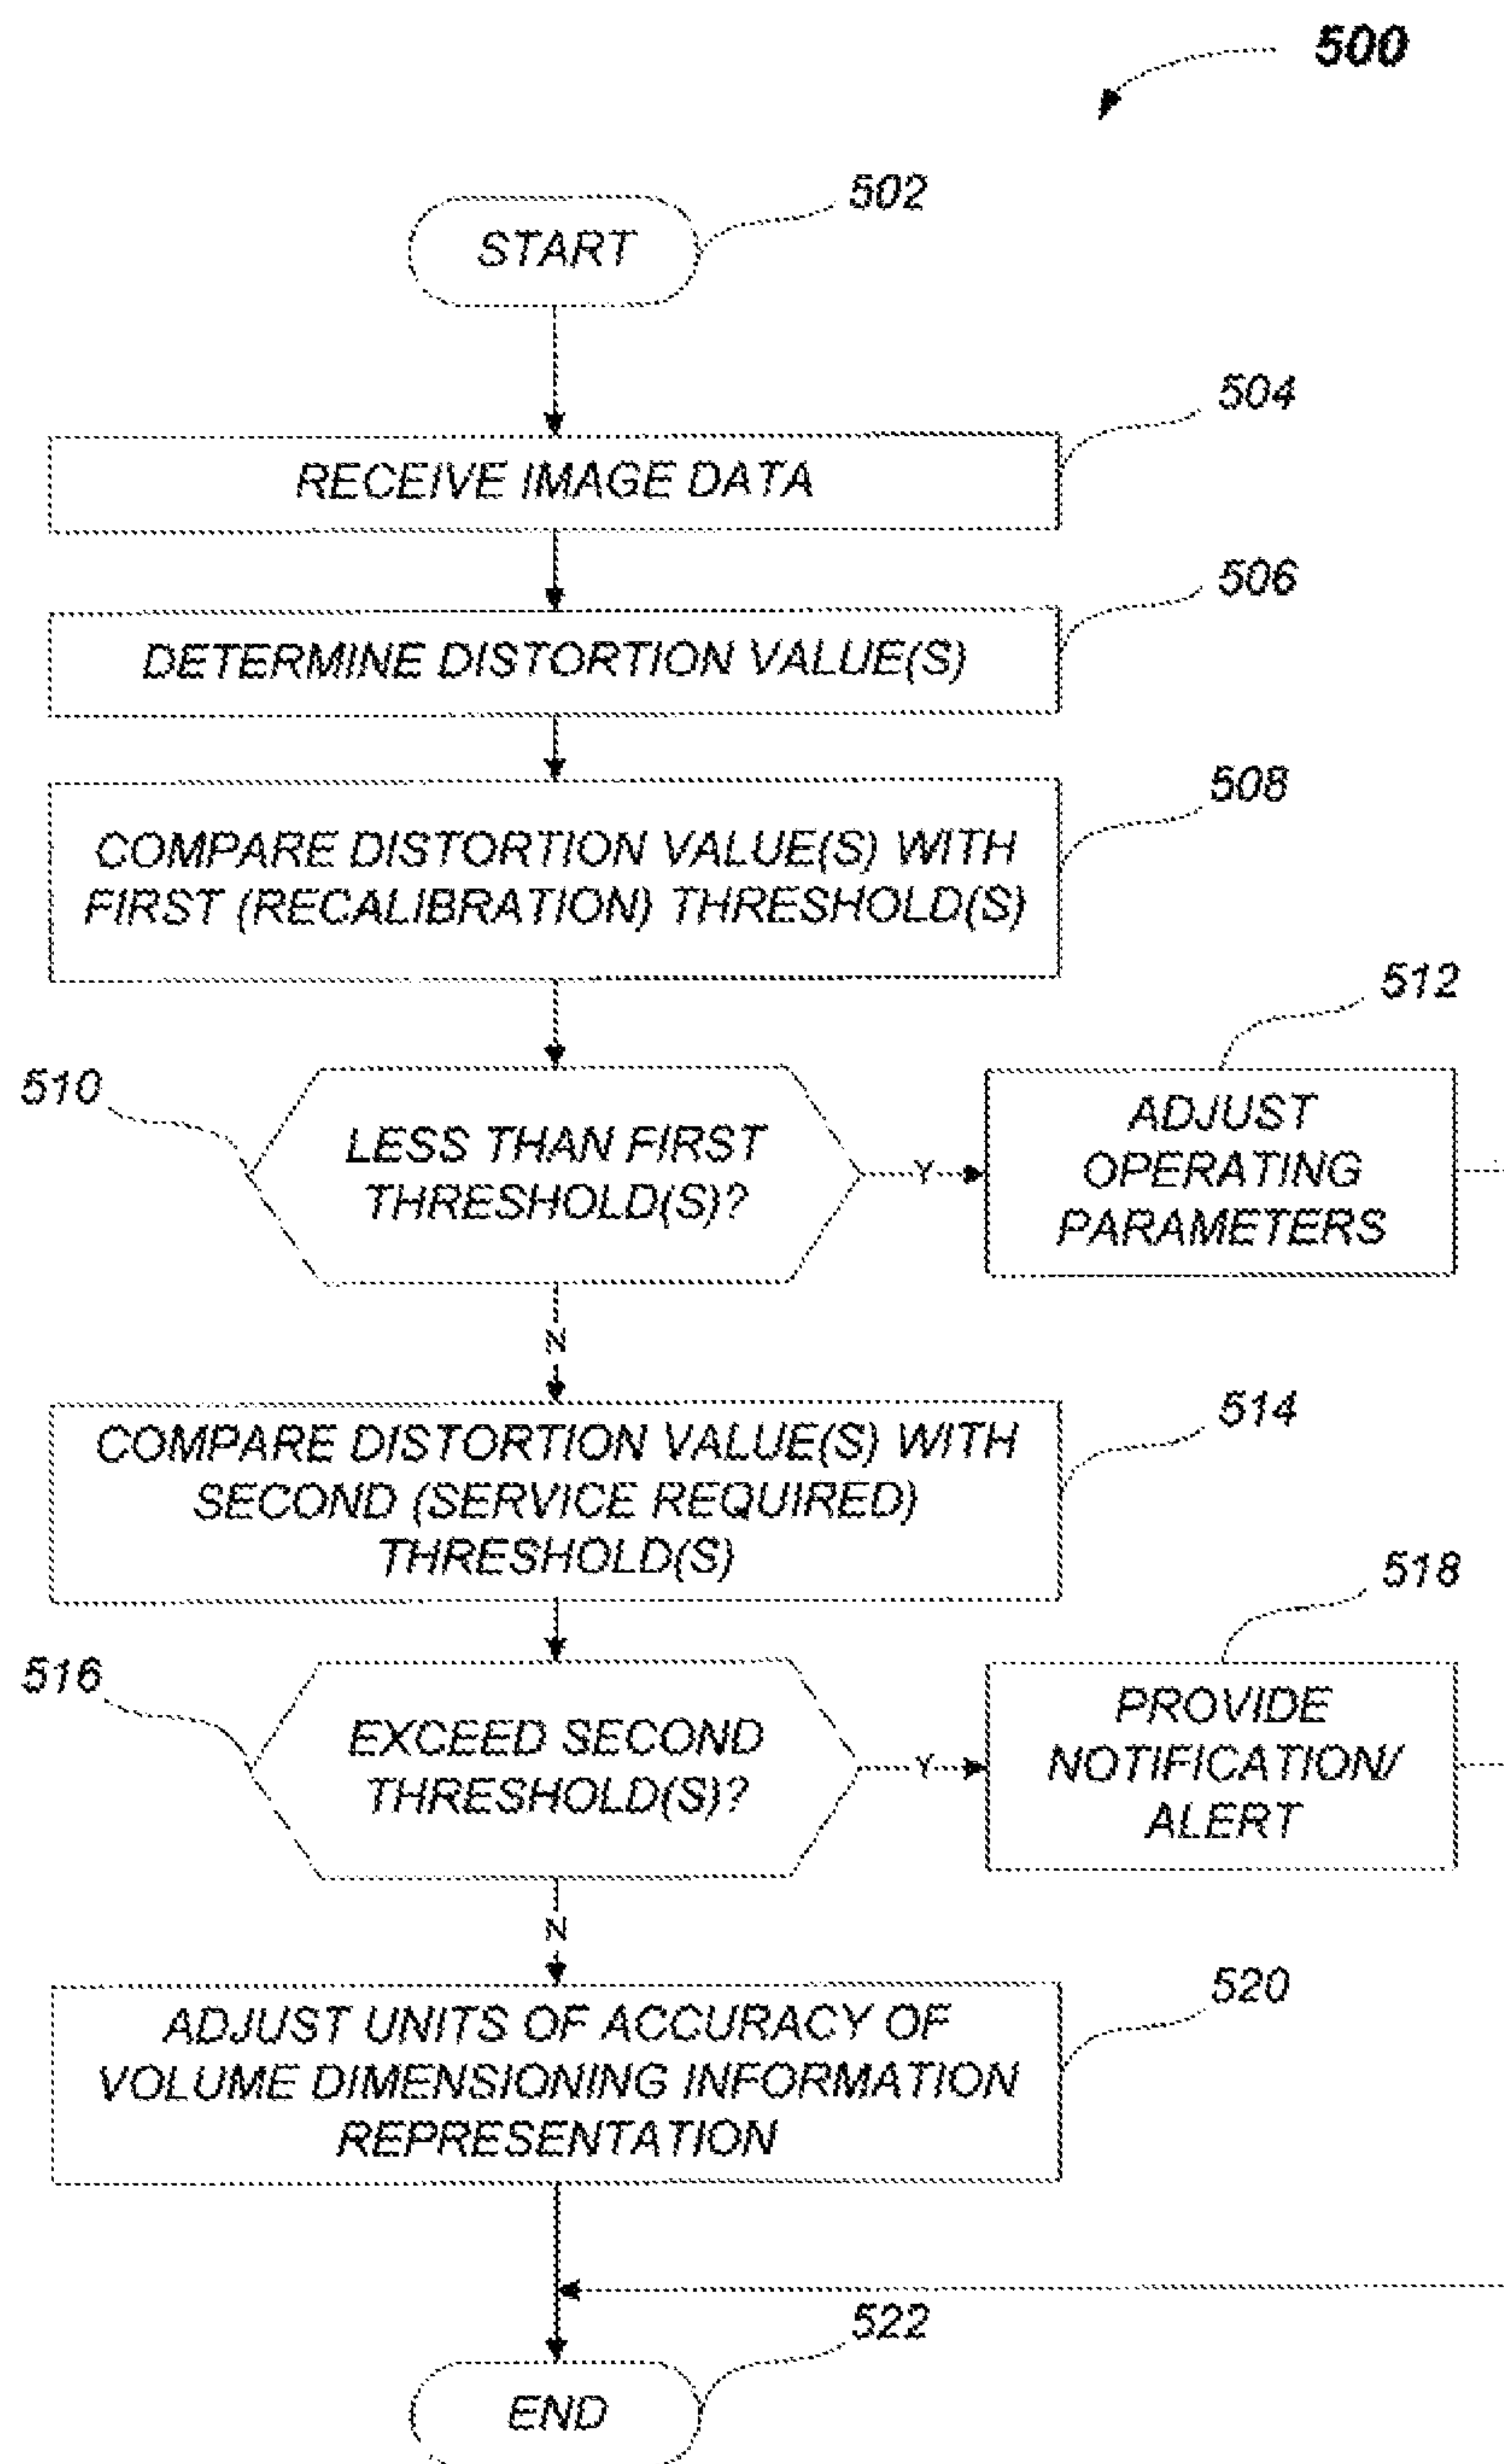 500
502
START
504
RECEIVE IMAGE DATA
506
DETERMINE DISTORTION VALUE(S)
508
COMPARE DISTORTION VALUE(S) WITH
FIRST (RECALIBRATION) THRESHOLD(S)
510
LESS THAN FIRST
THRESHOLD(S)?
Y
512
ADJUST
OPERATING
PARAMETERS
N
514
COMPARE DISTORTION VALUE(S) WITH
SECOND (SERVICE REQUIRED)
THRESHOLD(S)
516
EXCEED SECOND
THRESHOLD(S)?
Y
518
PROVIDE
NOTIFICATION/
ALERT
N
520
ADJUST UNITS OF ACCURACY OF
VOLUME DIMENSIONING INFORMATION
REPRESENTATION
522
END